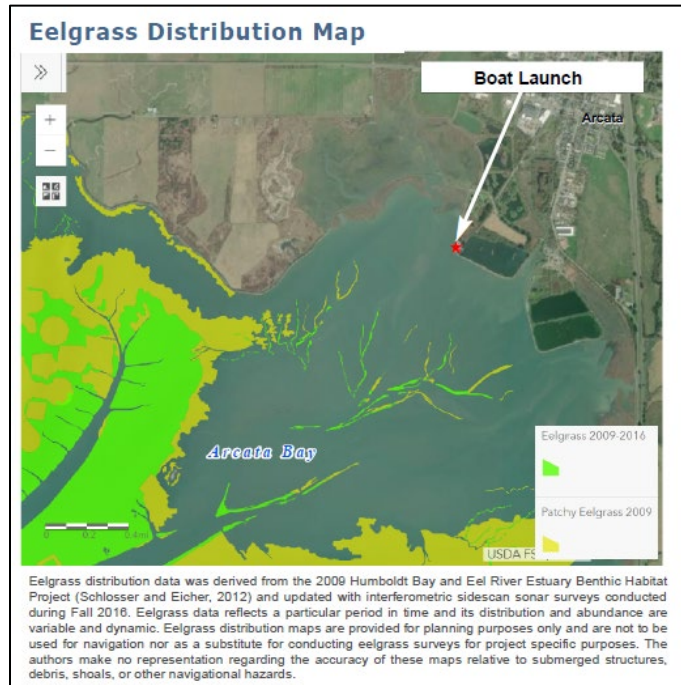 Eelgrass Distribution Map
Boat Launch
Arcata
Arcata Bay
Eelgrass 2009-2016
Patchy Eelgrass 2009
0
0.2
0.4mi
USDA FS
Eelgrass distribution data was derived from the 2009 Humboldt Bay and Eel River Estuary Benthic Habitat
Project (Schlosser and Eicher, 2012) and updated with interferometric sidescan sonar surveys conducted
during Fall 2016. Eelgrass data reflects a particular period in time and its distribution and abundance are
variable and dynamic. Eelgrass distribution maps are provided for planning purposes only and are not to be
used for navigation nor as a substitute for conducting eelgrass surveys for project specific purposes. The
authors make no representation regarding the accuracy of these maps relative to submerged structures,
debris, shoals, or other navigational hazards.